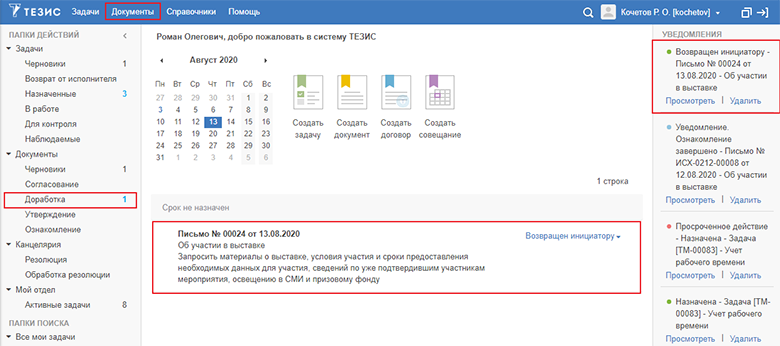 ТЕЗИС Задачи Документы Справочники Помощь Кочетов Р. О. [kochetov]
ПАПКИ ДЕЙСТВИЙ
Задачи
Черновики 1
Возврат от исполнителя
Назначенные 3
В работе
Для контроля
Наблюдаемые
Документы
Черновики 1
Согласование
Доработка 1
Утверждение
Ознакомление
Канцелярия
Резолюция
Обработка резолюции
Мой отдел
Активные задачи 8
ПАПКИ ПОИСКА
Все мои задачи
Роман Олегович, добро пожаловать в систему ТЕЗИС
Август 2020
Пн Вт Ср Чт Пт Сб Вс
27 28 29 30 31 1 2
3 4 5 6 7 8 9
10 11 12 13 14 15 16
17 18 19 20 21 22 23
24 25 26 27 28 29 30
31 1 2 3 4 5 6
Создать задачу
Создать документ
Создать договор
Создать совещание
1 строка
Срок не назначен
Письмо № 00024 от 13.08.2020 Возвращен инициатору
Об участии в выставке
Запросить материалы о выставке, условия участия и сроки предоставления
необходимых данных для участия, сведений по уже подтвердившим участникам
мероприятия, освещению в СМИ и призовому фонду
УВЕДОМЛЕНИЯ
Возвращен инициатору -
Письмо № 00024 от
13.08.2020 - Об участии
в выставке
Просмотреть | Удалить
Уведомление.
Ознакомление
завершено - Письмо №
ИСХ-0212-00008 от
12.08.2020 - Об участии
в выставке
Просмотреть | Удалить
Просроченное действие
- Назначена - Задача
[ТМ-00083] - Учет
рабочего времени
Просмотреть | Удалить
Назначена - Задача [ТМ-
00083] - Учет рабочего
времени
Просмотреть | Удалить